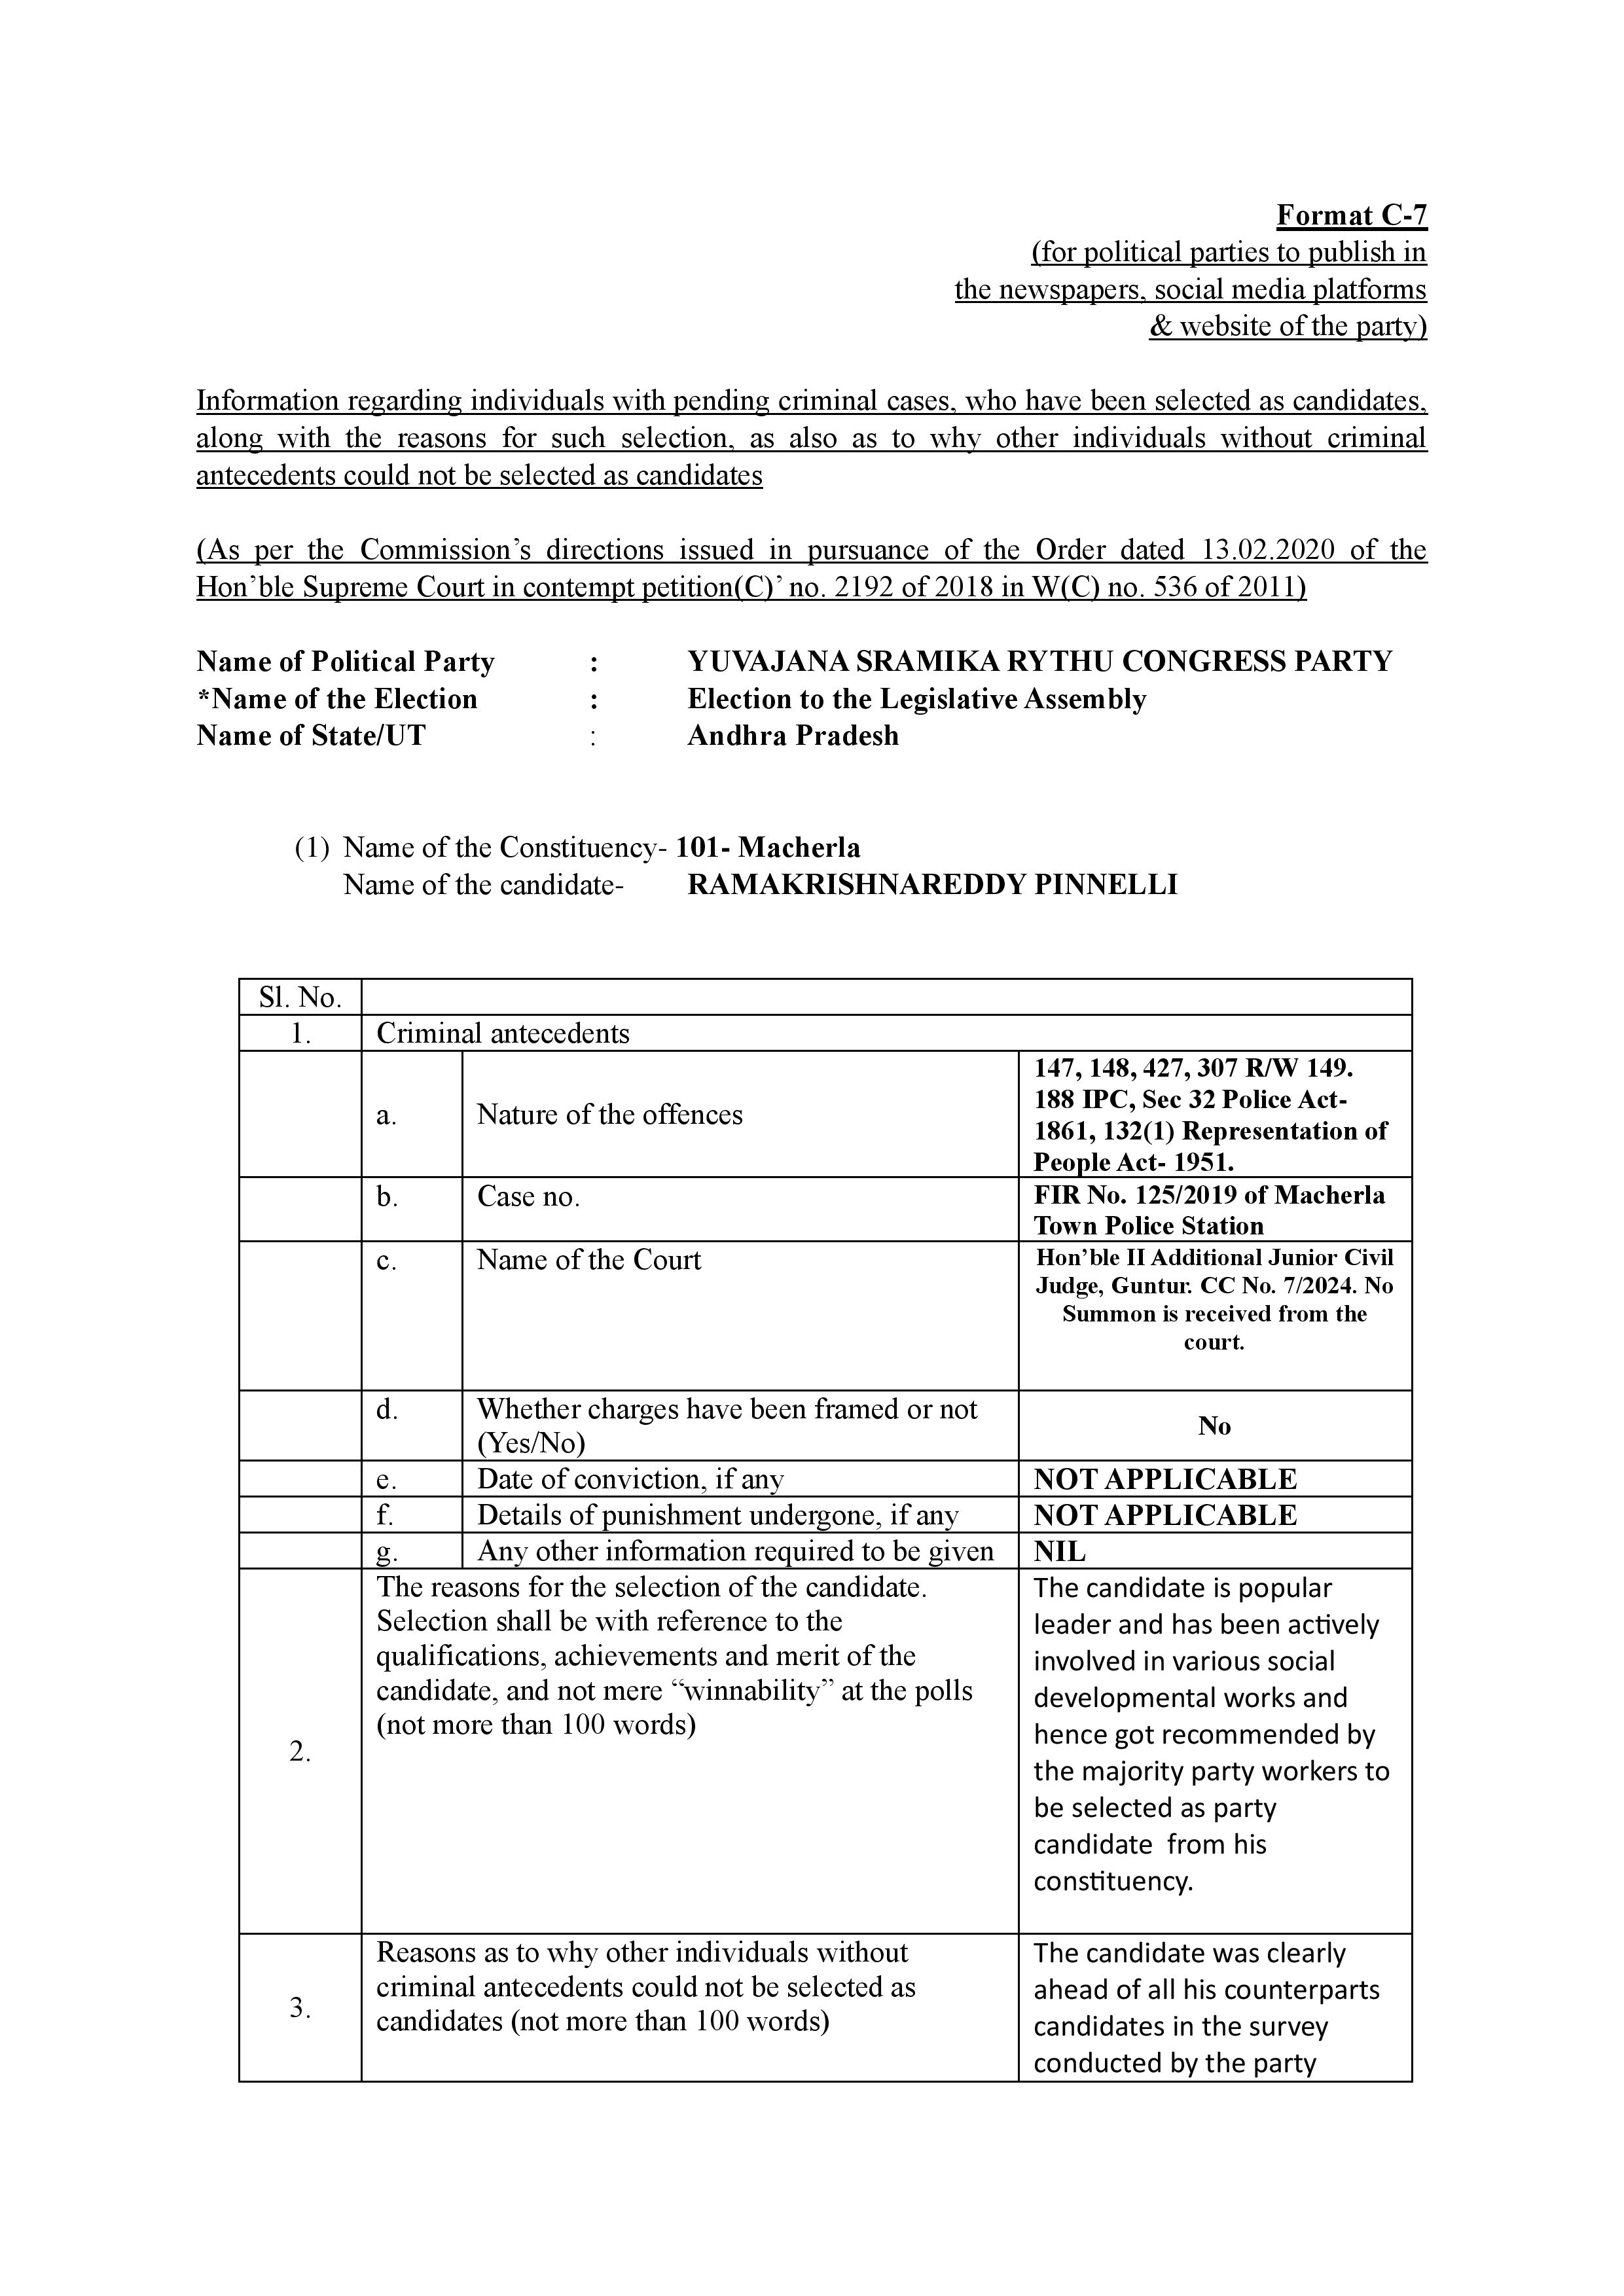 Format C-7
(for political parties to publish in
the newspapers, social media platforms
& website of the party)
Information regarding individuals with pending criminal cases, who have been selected as candidates,
along with the reasons for such selection, as also as to why other individuals without criminal
antecedents could not be selected as candidates
(As per the Commission’s directions issued in pursuance of the Order dated 13.02.2020 of the
Hon’ble Supreme Court in contempt petition(C)’ no. 2192 of 2018 in W(C) no. 536 of 2011)
Name of Political Party : YUVAJANA SRAMIKA RYTHU CONGRESS PARTY
*Name of the Election : Election to the Legislative Assembly
Name of State/UT : Andhra Pradesh
(1) Name of the Constituency- 101- Macherla
Name of the candidate- RAMAKRISHNAREDDY PINNELLI
Sl. No.
1. Criminal antecedents
a. Nature of the offences
147, 148, 427, 307 R/W 149.
188 IPC, Sec 32 Police Act-
1861, 132(1) Representation of
People Act- 1951.
b. Case no.
FIR No. 125/2019 of Macherla
Town Police Station
c. Name of the Court
Hon’ble II Additional Junior Civil
Judge, Guntur. CC No. 7/2024. No
Summon is received from the
court.
d. Whether charges have been framed or not
(Yes/No)
No
e. Date of conviction, if any NOT APPLICABLE
f. Details of punishment undergone, if any NOT APPLICABLE
g. Any other information required to be given NIL
2.
The reasons for the selection of the candidate.
Selection shall be with reference to the
qualifications, achievements and merit of the
candidate, and not mere “winnability” at the polls
(not more than 100 words)
The candidate is popular
leader and has been actively
involved in various social
developmental works and
hence got recommended by
the majority party workers to
be selected as party
candidate from his
constituency.
3.
Reasons as to why other individuals without
criminal antecedents could not be selected as
candidates (not more than 100 words)
The candidate was clearly
ahead of all his counterparts
candidates in the survey
conducted by the party